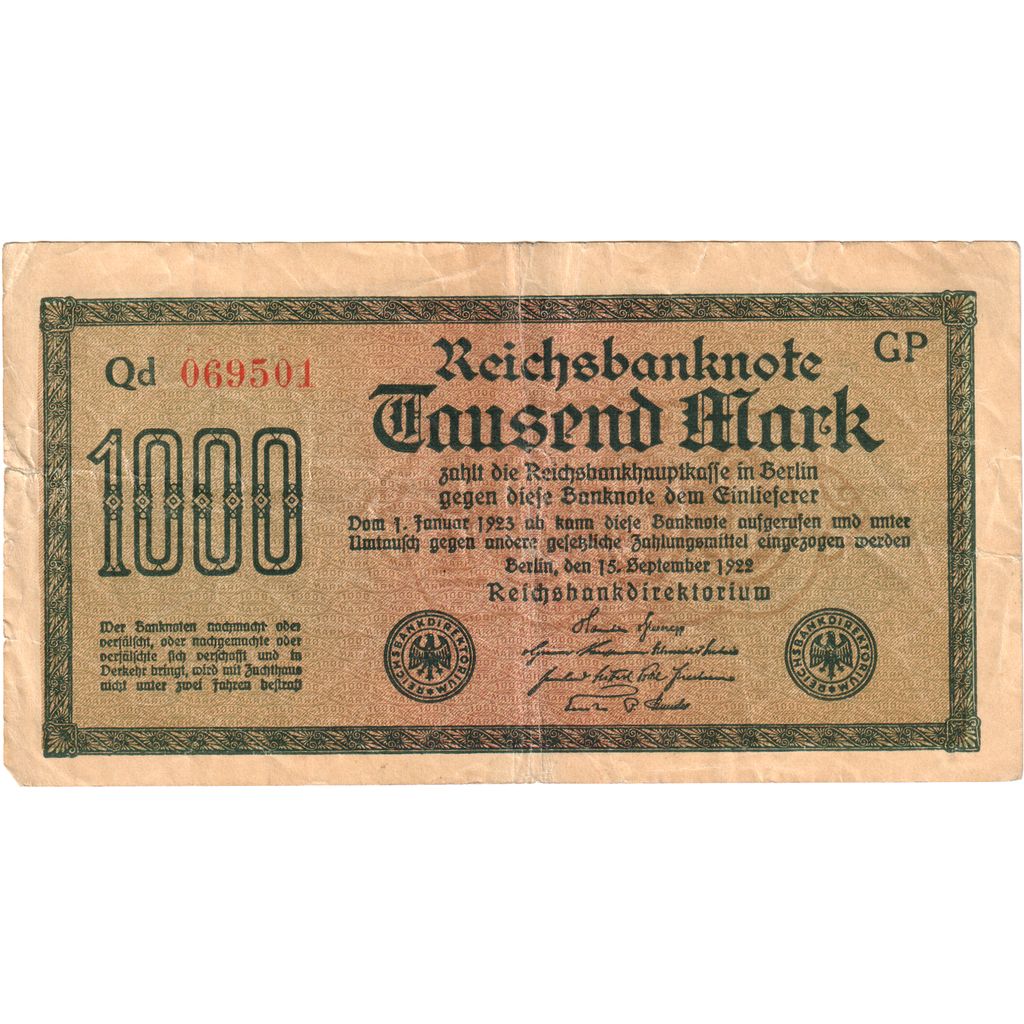 Qd 069501
GP
Reichsbanknote
Tausend Mark
1000
zahlt die Reichsbankhauptkasse in Berlin
gegen diese Banknote dem Einlieferer
Vom 1. Januar 1923 ab kann diese Banknote aufgerufen und unter
Umtausch gegen andere gesetzliche Zahlungsmittel eingezogen werden
Berlin, den 15. September 1922
Reichsbankdirektorium
Wer Banknoten nachmacht oder
verfälscht, oder nachgemachte oder
verfälschte sich verschafft und in
Verkehr bringt, wird mit Zuchthaus
nicht unter zwei Jahren bestraft
REICHSBANKDIREKTORIUM
REICHSBANKDIREKTORIUM